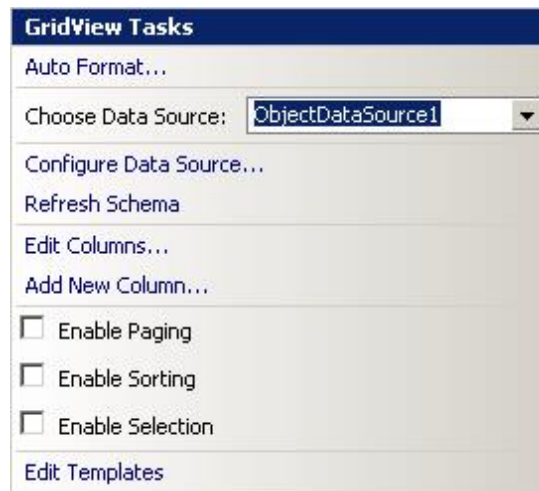 GridView Tasks
Auto Format...
Choose Data Source: ObjectDataSource1
Configure Data Source...
Refresh Schema
Edit Columns...
Add New Column...
Enable Paging
Enable Sorting
Enable Selection
Edit Templates